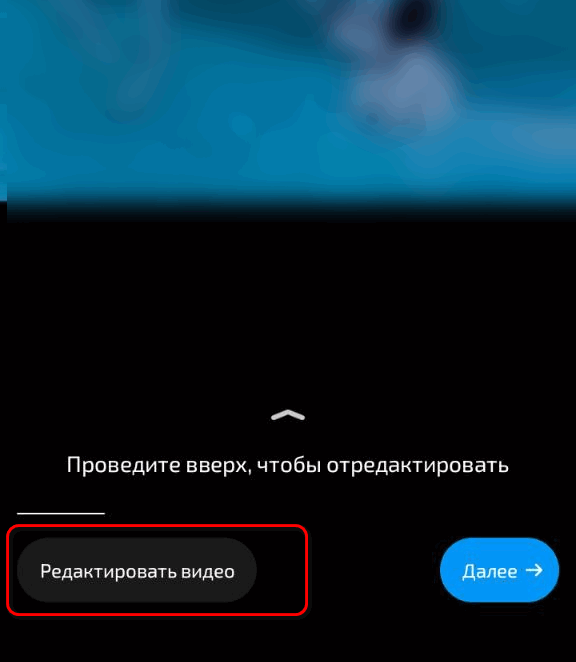 Проведите вверх, чтобы отредактировать
Редактировать видео
Далее →